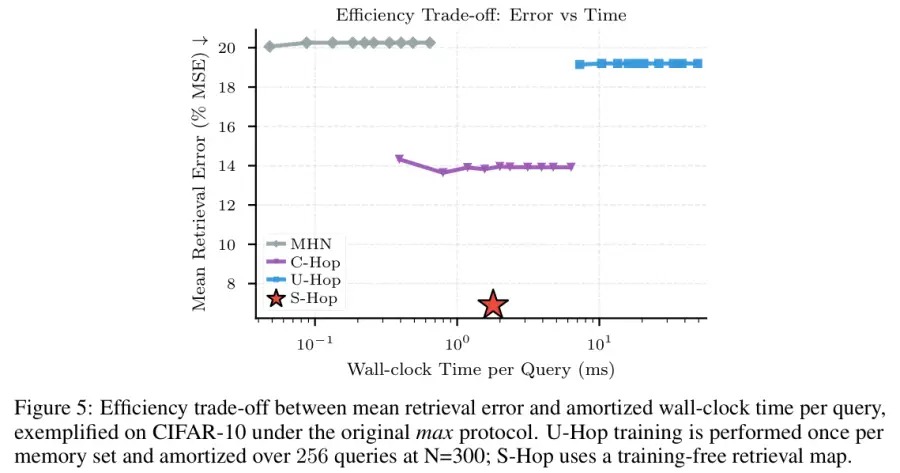 Efficiency Trade-off: Error vs Time
Mean Retrieval Error (% MSE) ↓
20
18
16
14
12
10
8
MHN
C-Hop
U-Hop
S-Hop
10⁻¹
10⁰
10¹
Wall-clock Time per Query (ms)
Figure 5: Efficiency trade-off between mean retrieval error and amortized wall-clock time per query,
exemplified on CIFAR-10 under the original max protocol. U-Hop training is performed once per
memory set and amortized over 256 queries at N=300; S-Hop uses a training-free retrieval map.